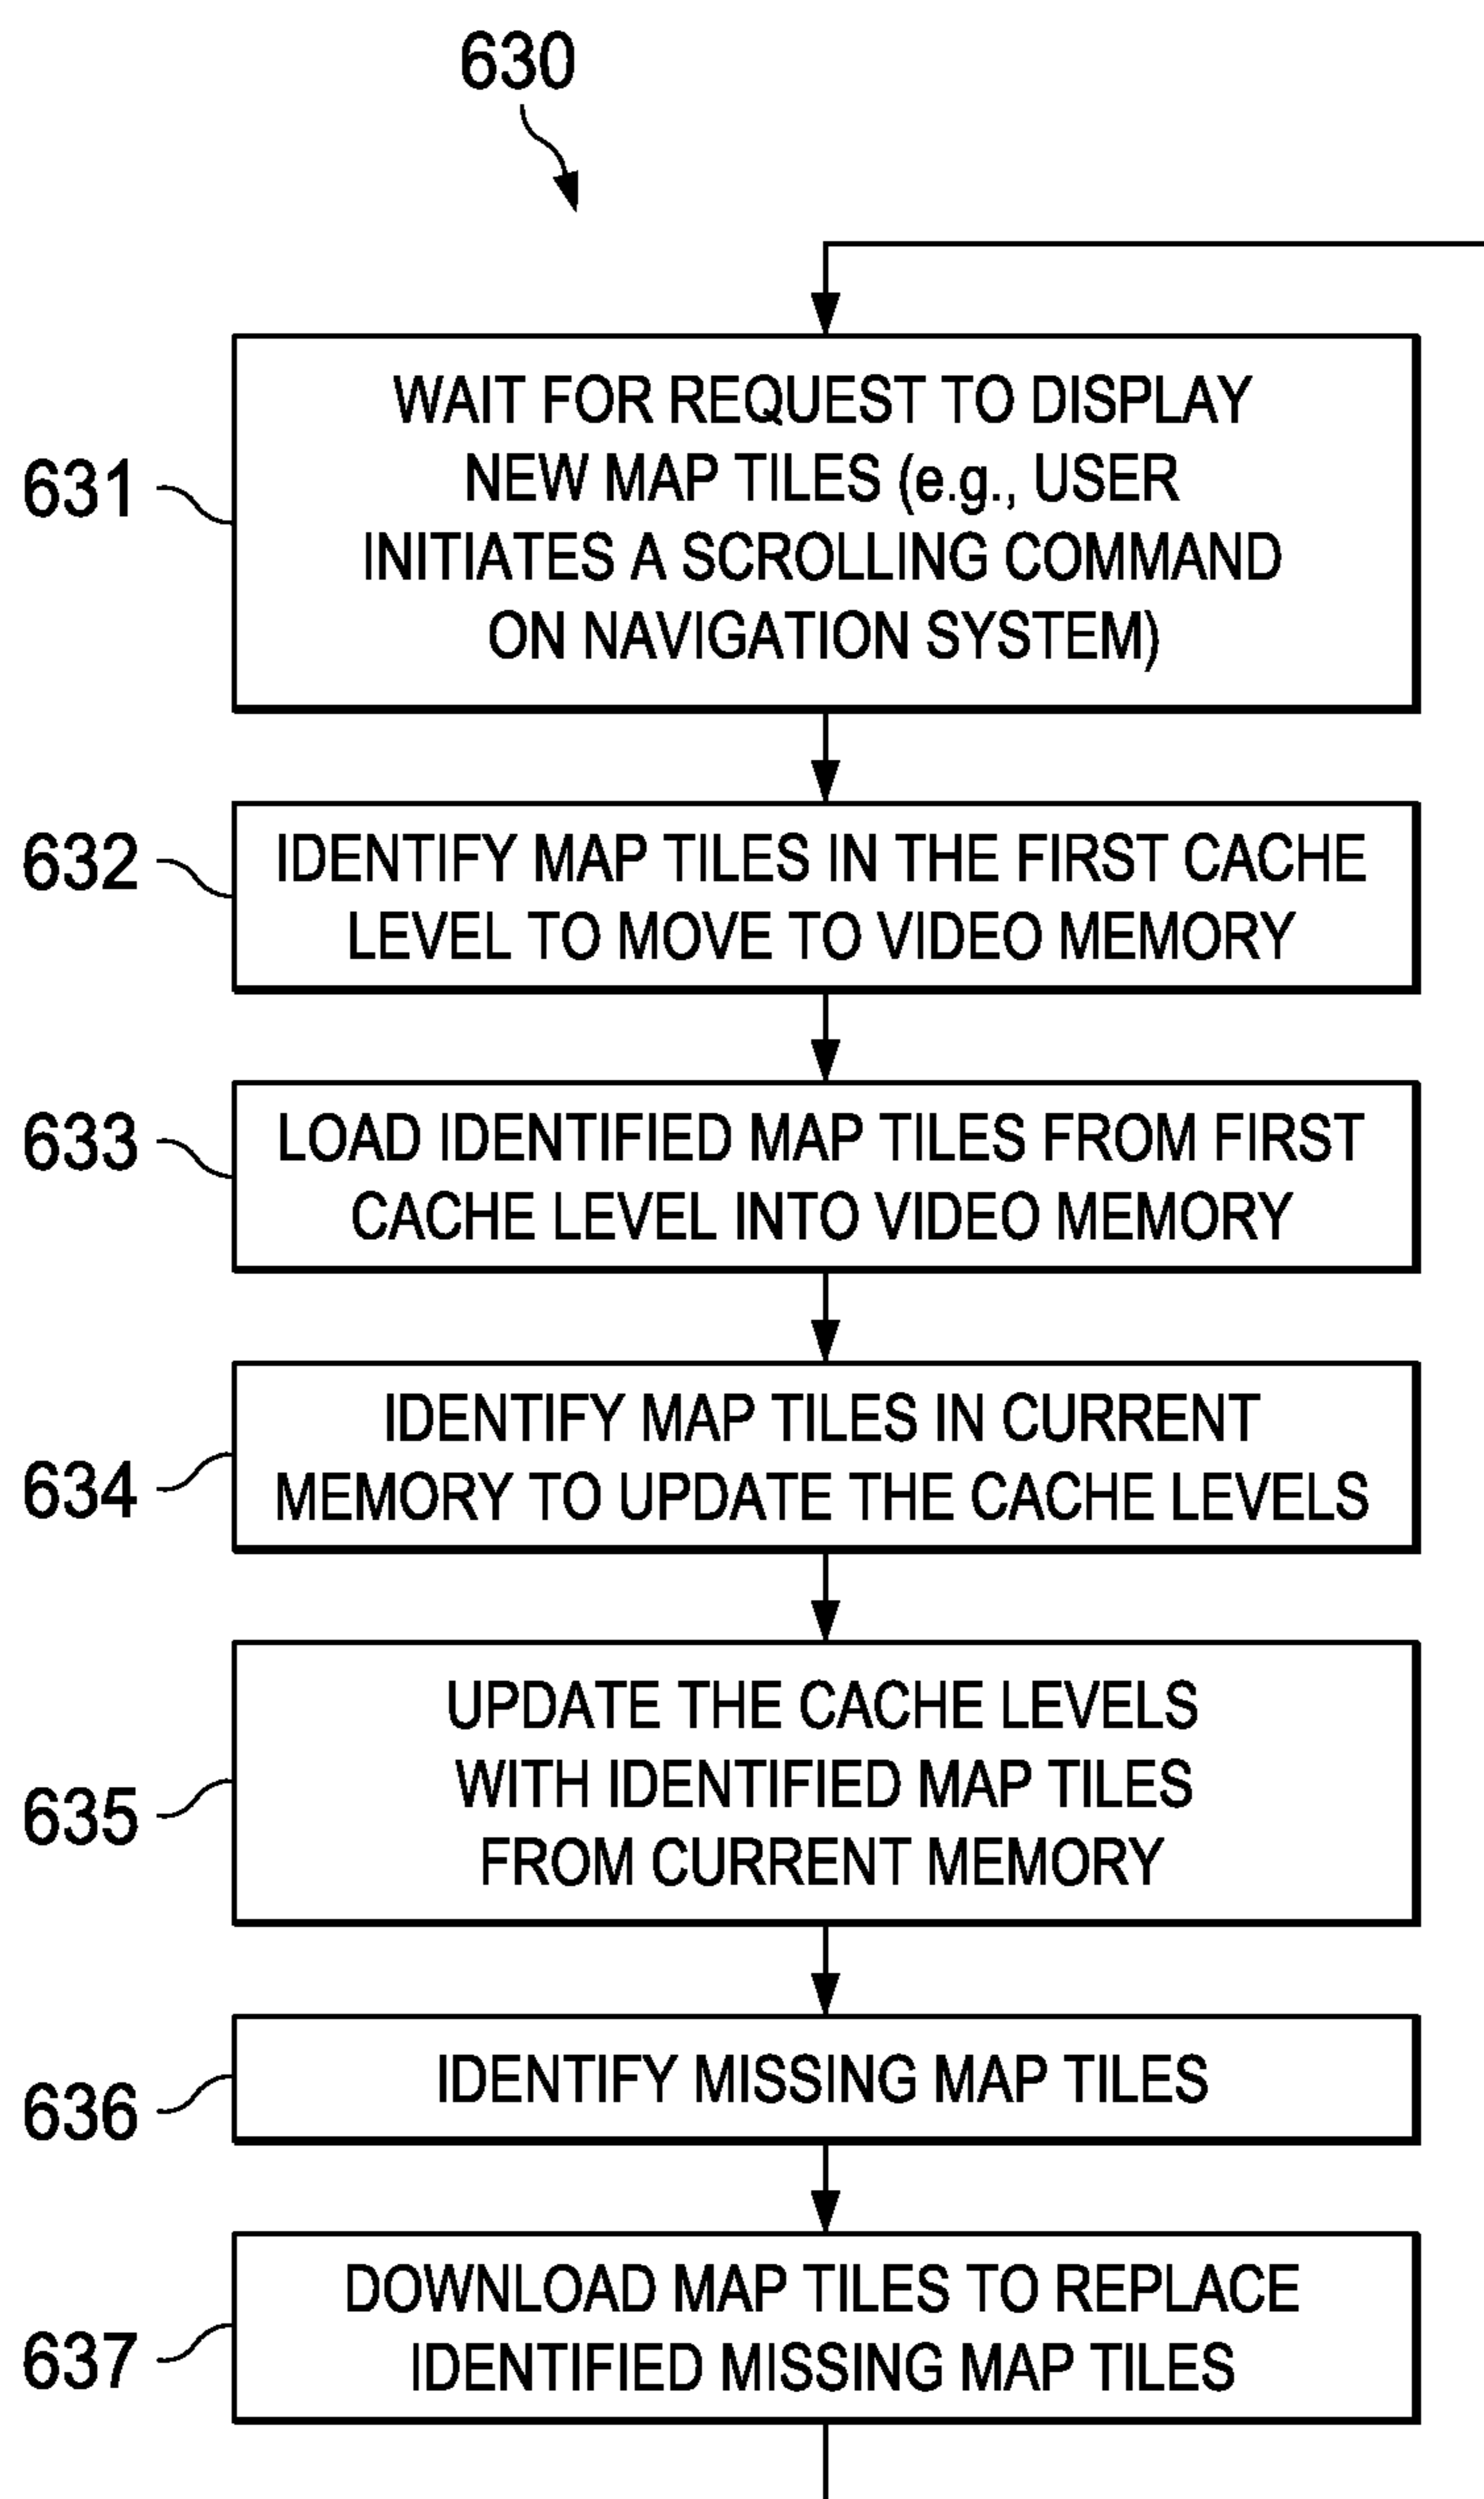 630
631
WAIT FOR REQUEST TO DISPLAY
NEW MAP TILES (e.g., USER
INITIATES A SCROLLING COMMAND
ON NAVIGATION SYSTEM)
632
IDENTIFY MAP TILES IN THE FIRST CACHE
LEVEL TO MOVE TO VIDEO MEMORY
633
LOAD IDENTIFIED MAP TILES FROM FIRST
CACHE LEVEL INTO VIDEO MEMORY
634
IDENTIFY MAP TILES IN CURRENT
MEMORY TO UPDATE THE CACHE LEVELS
635
UPDATE THE CACHE LEVELS
WITH IDENTIFIED MAP TILES
FROM CURRENT MEMORY
636
IDENTIFY MISSING MAP TILES
637
DOWNLOAD MAP TILES TO REPLACE
IDENTIFIED MISSING MAP TILES